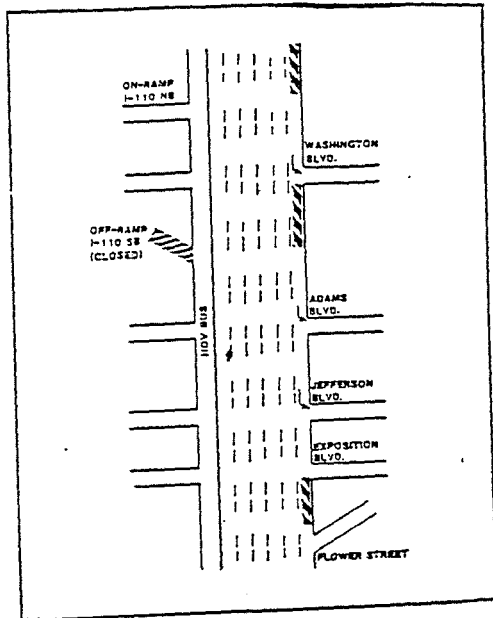 ON-RAMP
I-110 NB
WASHINGTON
BLVD.
OFF-RAMP
I-110 SB
(CLOSED)
HOV BUS
ADAMS
BLVD.
JEFFERSON
BLVD.
EXPOSITION
BLVD.
FLOWER STREET